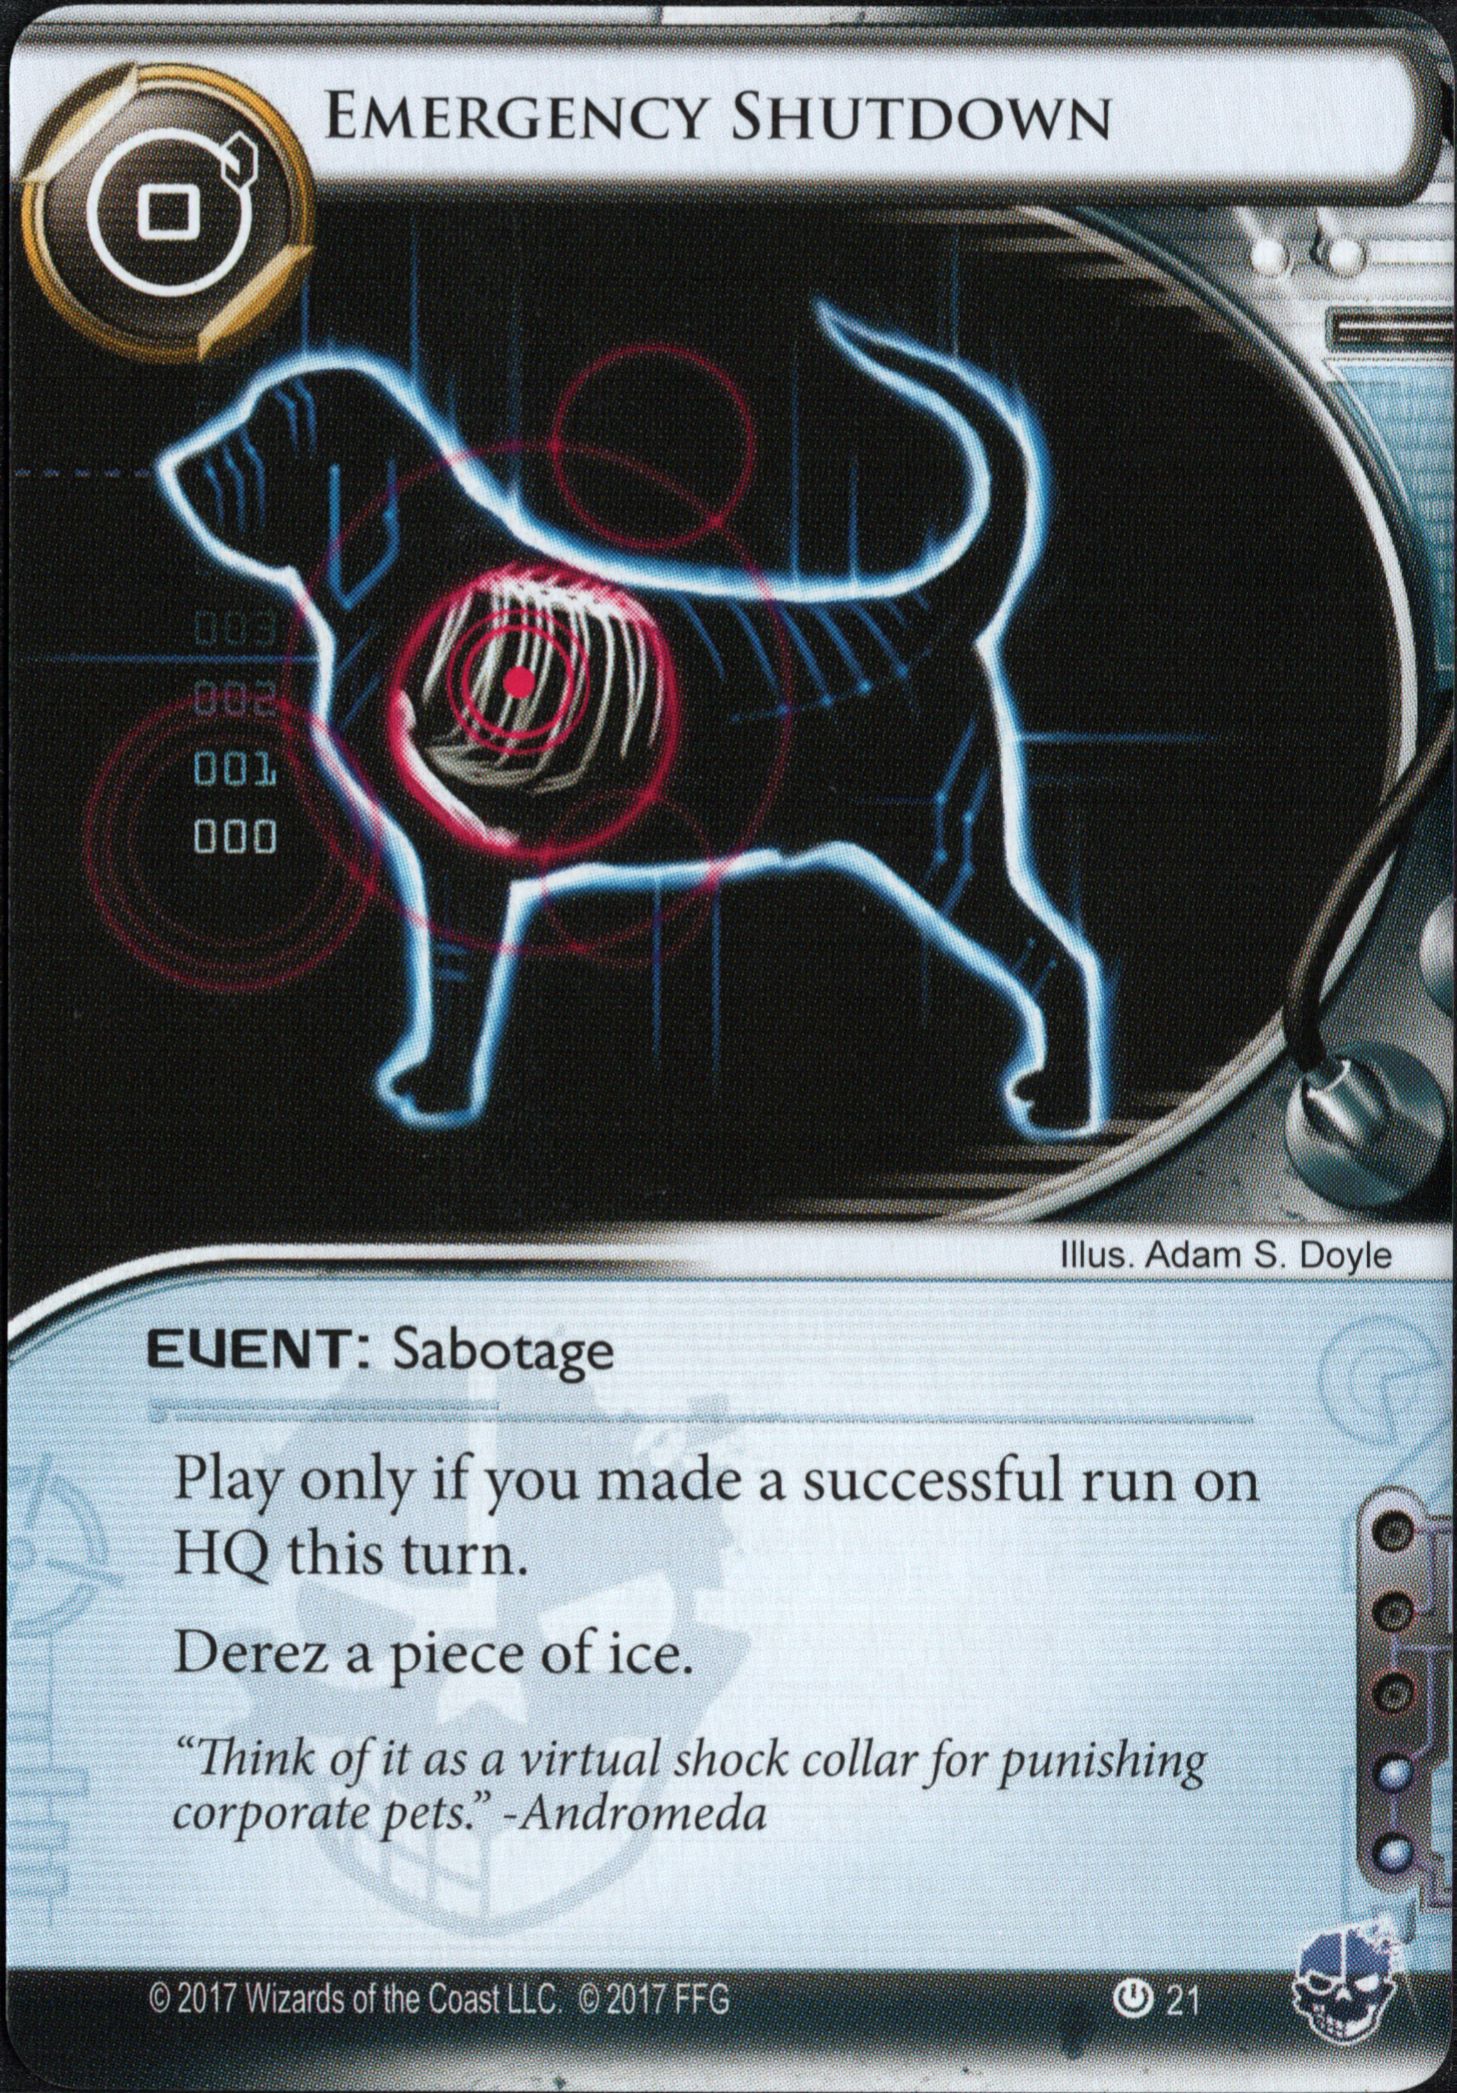 0
EMERGENCY SHUTDOWN
003
002
001
000
Illus. Adam S. Doyle
EVENT: Sabotage
Play only if you made a successful run on
HQ this turn.
Derez a piece of ice.
“Think of it as a virtual shock collar for punishing
corporate pets.” -Andromeda
© 2017 Wizards of the Coast LLC. © 2017 FFG
21